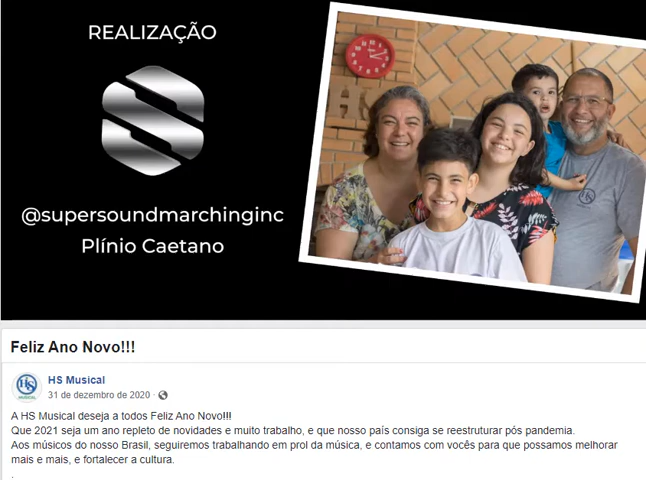 REALIZAÇÃO
@supersoundmarchinginc
Plínio Caetano
Feliz Ano Novo!!!
HS
MUSICAL
HS Musical
31 de dezembro de 2020 ·
A HS Musical deseja a todos Feliz Ano Novo!!!
Que 2021 seja um ano repleto de novidades e muito trabalho, e que nosso país consiga se reestruturar pós pandemia.
Aos músicos do nosso Brasil, seguiremos trabalhando em prol da música, e contamos com vocês para que possamos melhorar
mais e mais, e fortalecer a cultura.
.